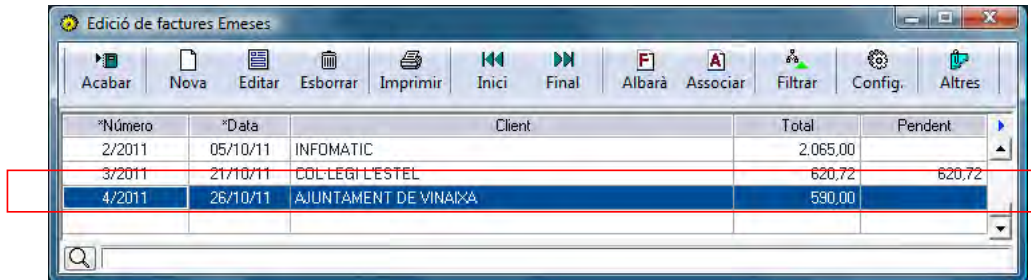 Edició de factures Emeses
Acabar Nova Editar Esborrar Imprimir Inici Final Albarà Associar Filtrar Config. Altres
*Número *Data Client Total Pendent
2/2011 05/10/11 INFOMATIC 2.065,00
3/2011 21/10/11 COL·LEGI L'ESTEL 620,72 620,72
4/2011 26/10/11 AJUNTAMENT DE VINAIXA 590,00